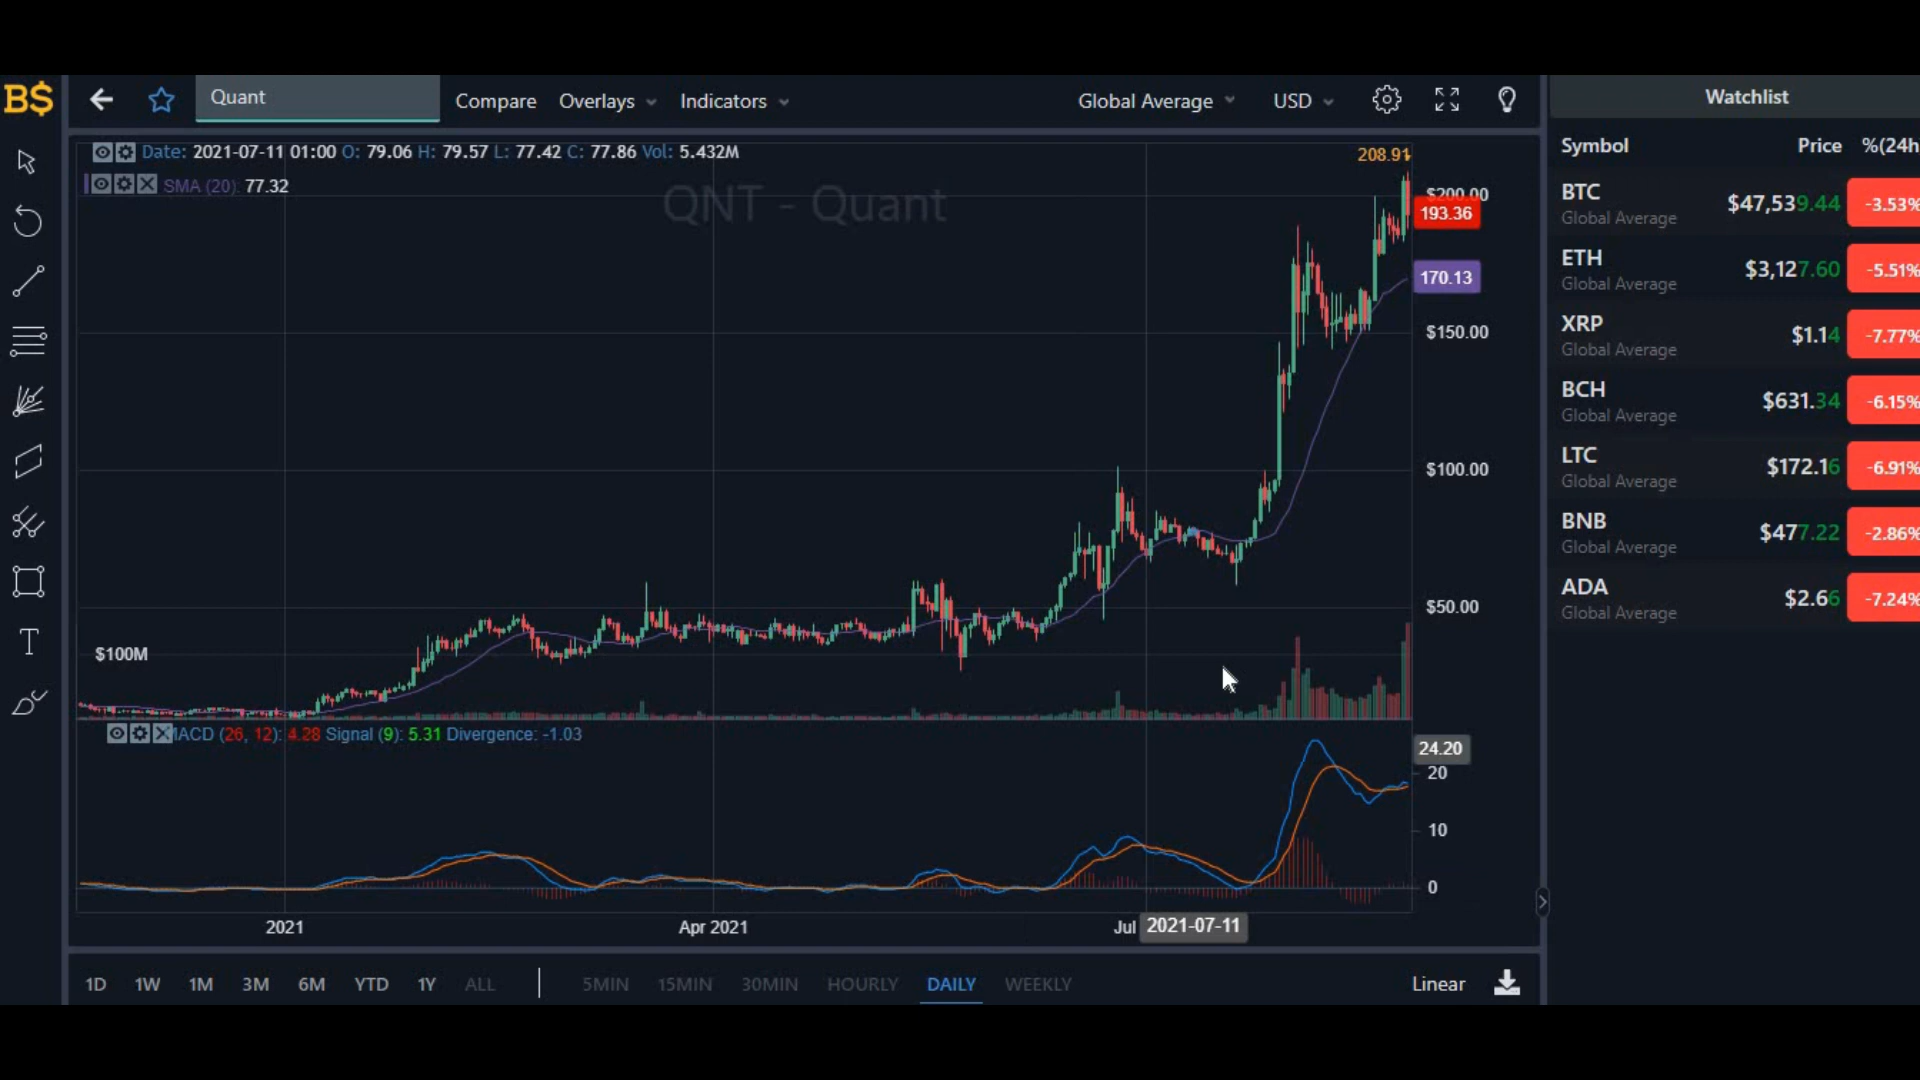 B$
Quant
Compare Overlays Indicators Global Average USD
Watchlist
Date: 2021-07-11 01:00 O: 79.06 H: 79.57 L: 77.42 C: 77.86 Vol: 5.432M
SMA (20): 77.32
QNT - Quant
208.91
$200.00
193.36
170.13
$150.00
$100.00
$50.00
$100M
MACD (26, 12): 4.28 Signal (9): 5.31 Divergence: -1.03
24.20
20
10
0
2021 Apr 2021 Jul 2021-07-11
1D 1W 1M 3M 6M YTD 1Y ALL 5MIN 15MIN 30MIN HOURLY DAILY WEEKLY Linear
Symbol Price %(24h
BTC $47,539.44 -3.53%
Global Average
ETH $3,127.60 -5.51%
Global Average
XRP $1.14 -7.77%
Global Average
BCH $631.34 -6.15%
Global Average
LTC $172.16 -6.91%
Global Average
BNB $477.22 -2.86%
Global Average
ADA $2.66 -7.24%
Global Average
T